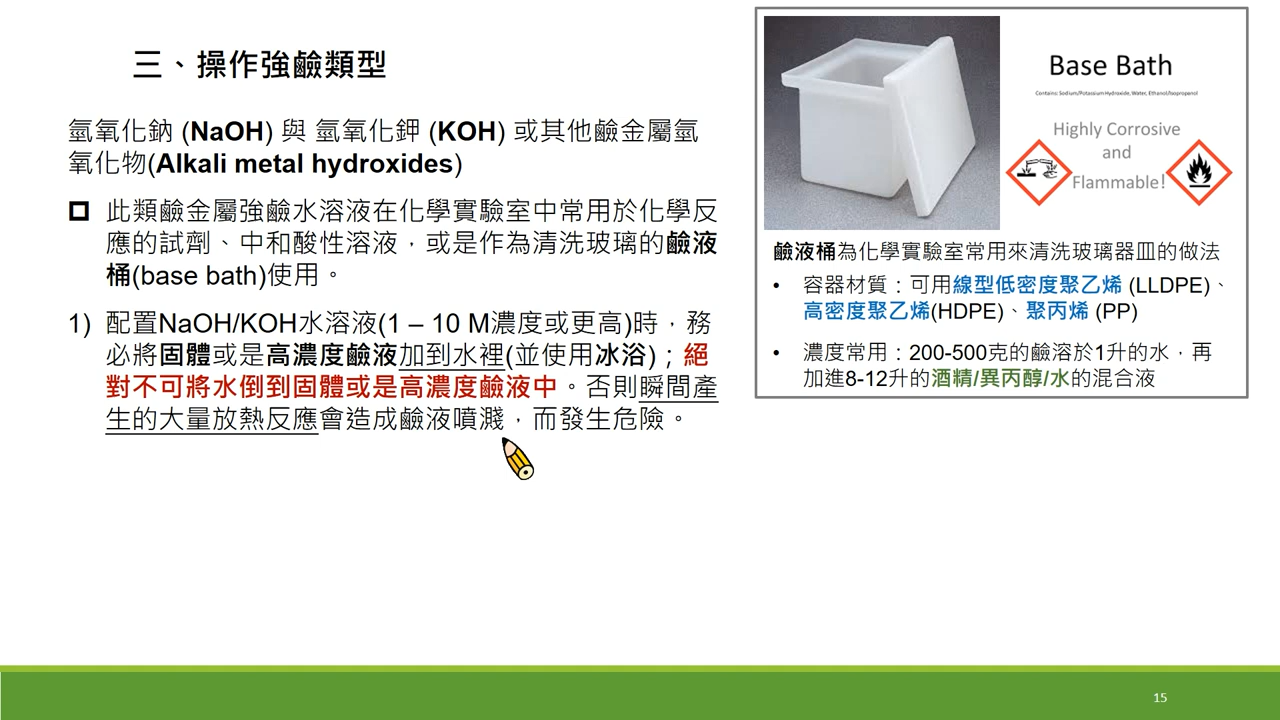 三、操作強鹼類型
氫氧化鈉 (NaOH) 與 氫氧化鉀 (KOH) 或其他鹼金屬氫
氧化物(Alkali metal hydroxides)
此類鹼金屬強鹼水溶液在化學實驗室中常用於化學反
應的試劑、中和酸性溶液，或是作為清洗玻璃的鹼液
桶(base bath)使用。
1) 配置NaOH/KOH水溶液(1 – 10 M濃度或更高)時，務
必將固體或是高濃度鹼液加到水裡(並使用冰浴)；絕
對不可將水倒到固體或是高濃度鹼液中。否則瞬間產
生的大量放熱反應會造成鹼液噴濺，而發生危險。
Base Bath
Contains: Sodium/Potassium Hydroxide, Water, Ethanol/Isopropanol
Highly Corrosive
and
Flammable!
鹼液桶為化學實驗室常用來清洗玻璃器皿的做法
• 容器材質：可用線型低密度聚乙烯 (LLDPE)、
高密度聚乙烯(HDPE)、聚丙烯 (PP)
• 濃度常用：200-500克的鹼溶於1升的水，再
加進8-12升的酒精/異丙醇/水的混合液
15